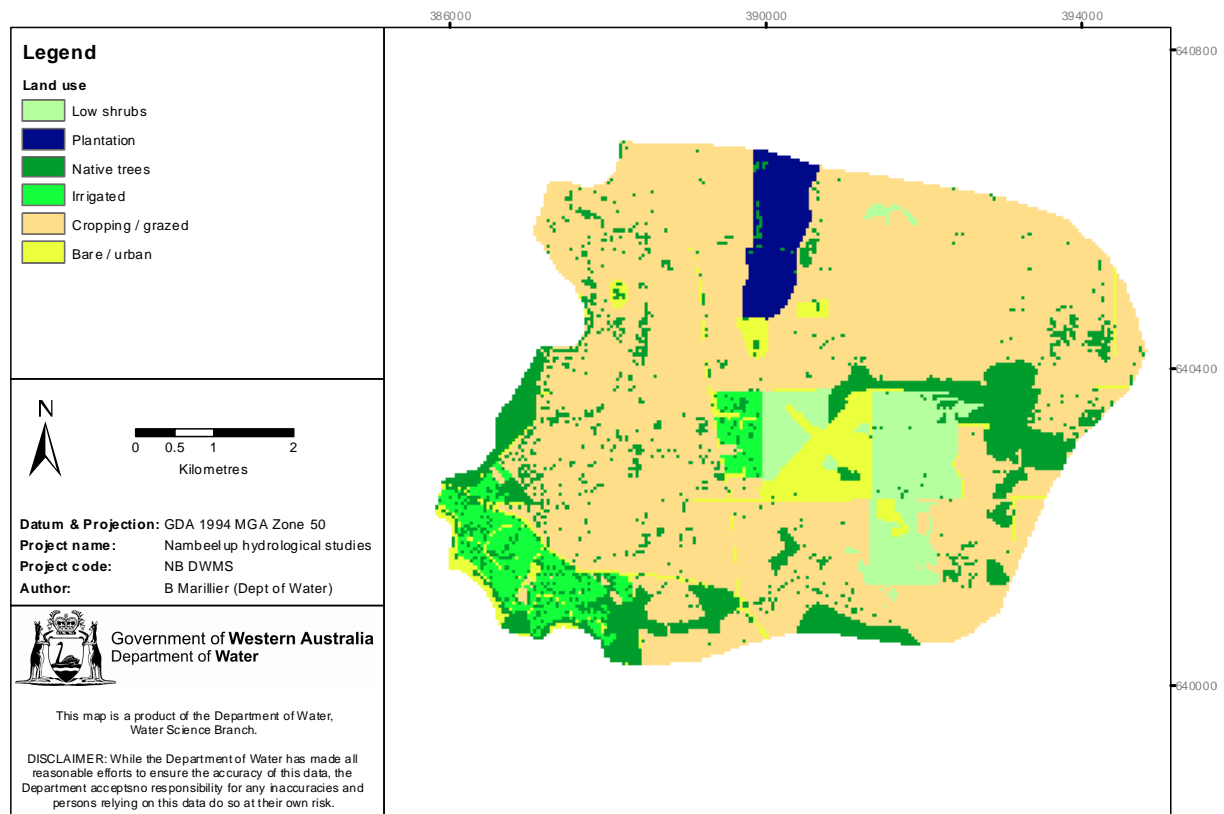 386000
390000
394000
640800
640400
640000
Legend
Land use
Low shrubs
Plantation
Native trees
Irrigated
Cropping / grazed
Bare / urban
N
0 0.5 1 2
Kilometres
Datum & Projection: GDA 1994 MGA Zone 50
Project name: Nambeelup hydrological studies
Project code: NB DWMS
Author: B Marillier (Dept of Water)
Government of Western Australia
Department of Water
This map is a product of the Department of Water,
Water Science Branch.
DISCLAIMER: While the Department of Water has made all
reasonable efforts to ensure the accuracy of this data, the
Department acceptsno responsibility for any inaccuracies and
persons relying on this data do so at their own risk.